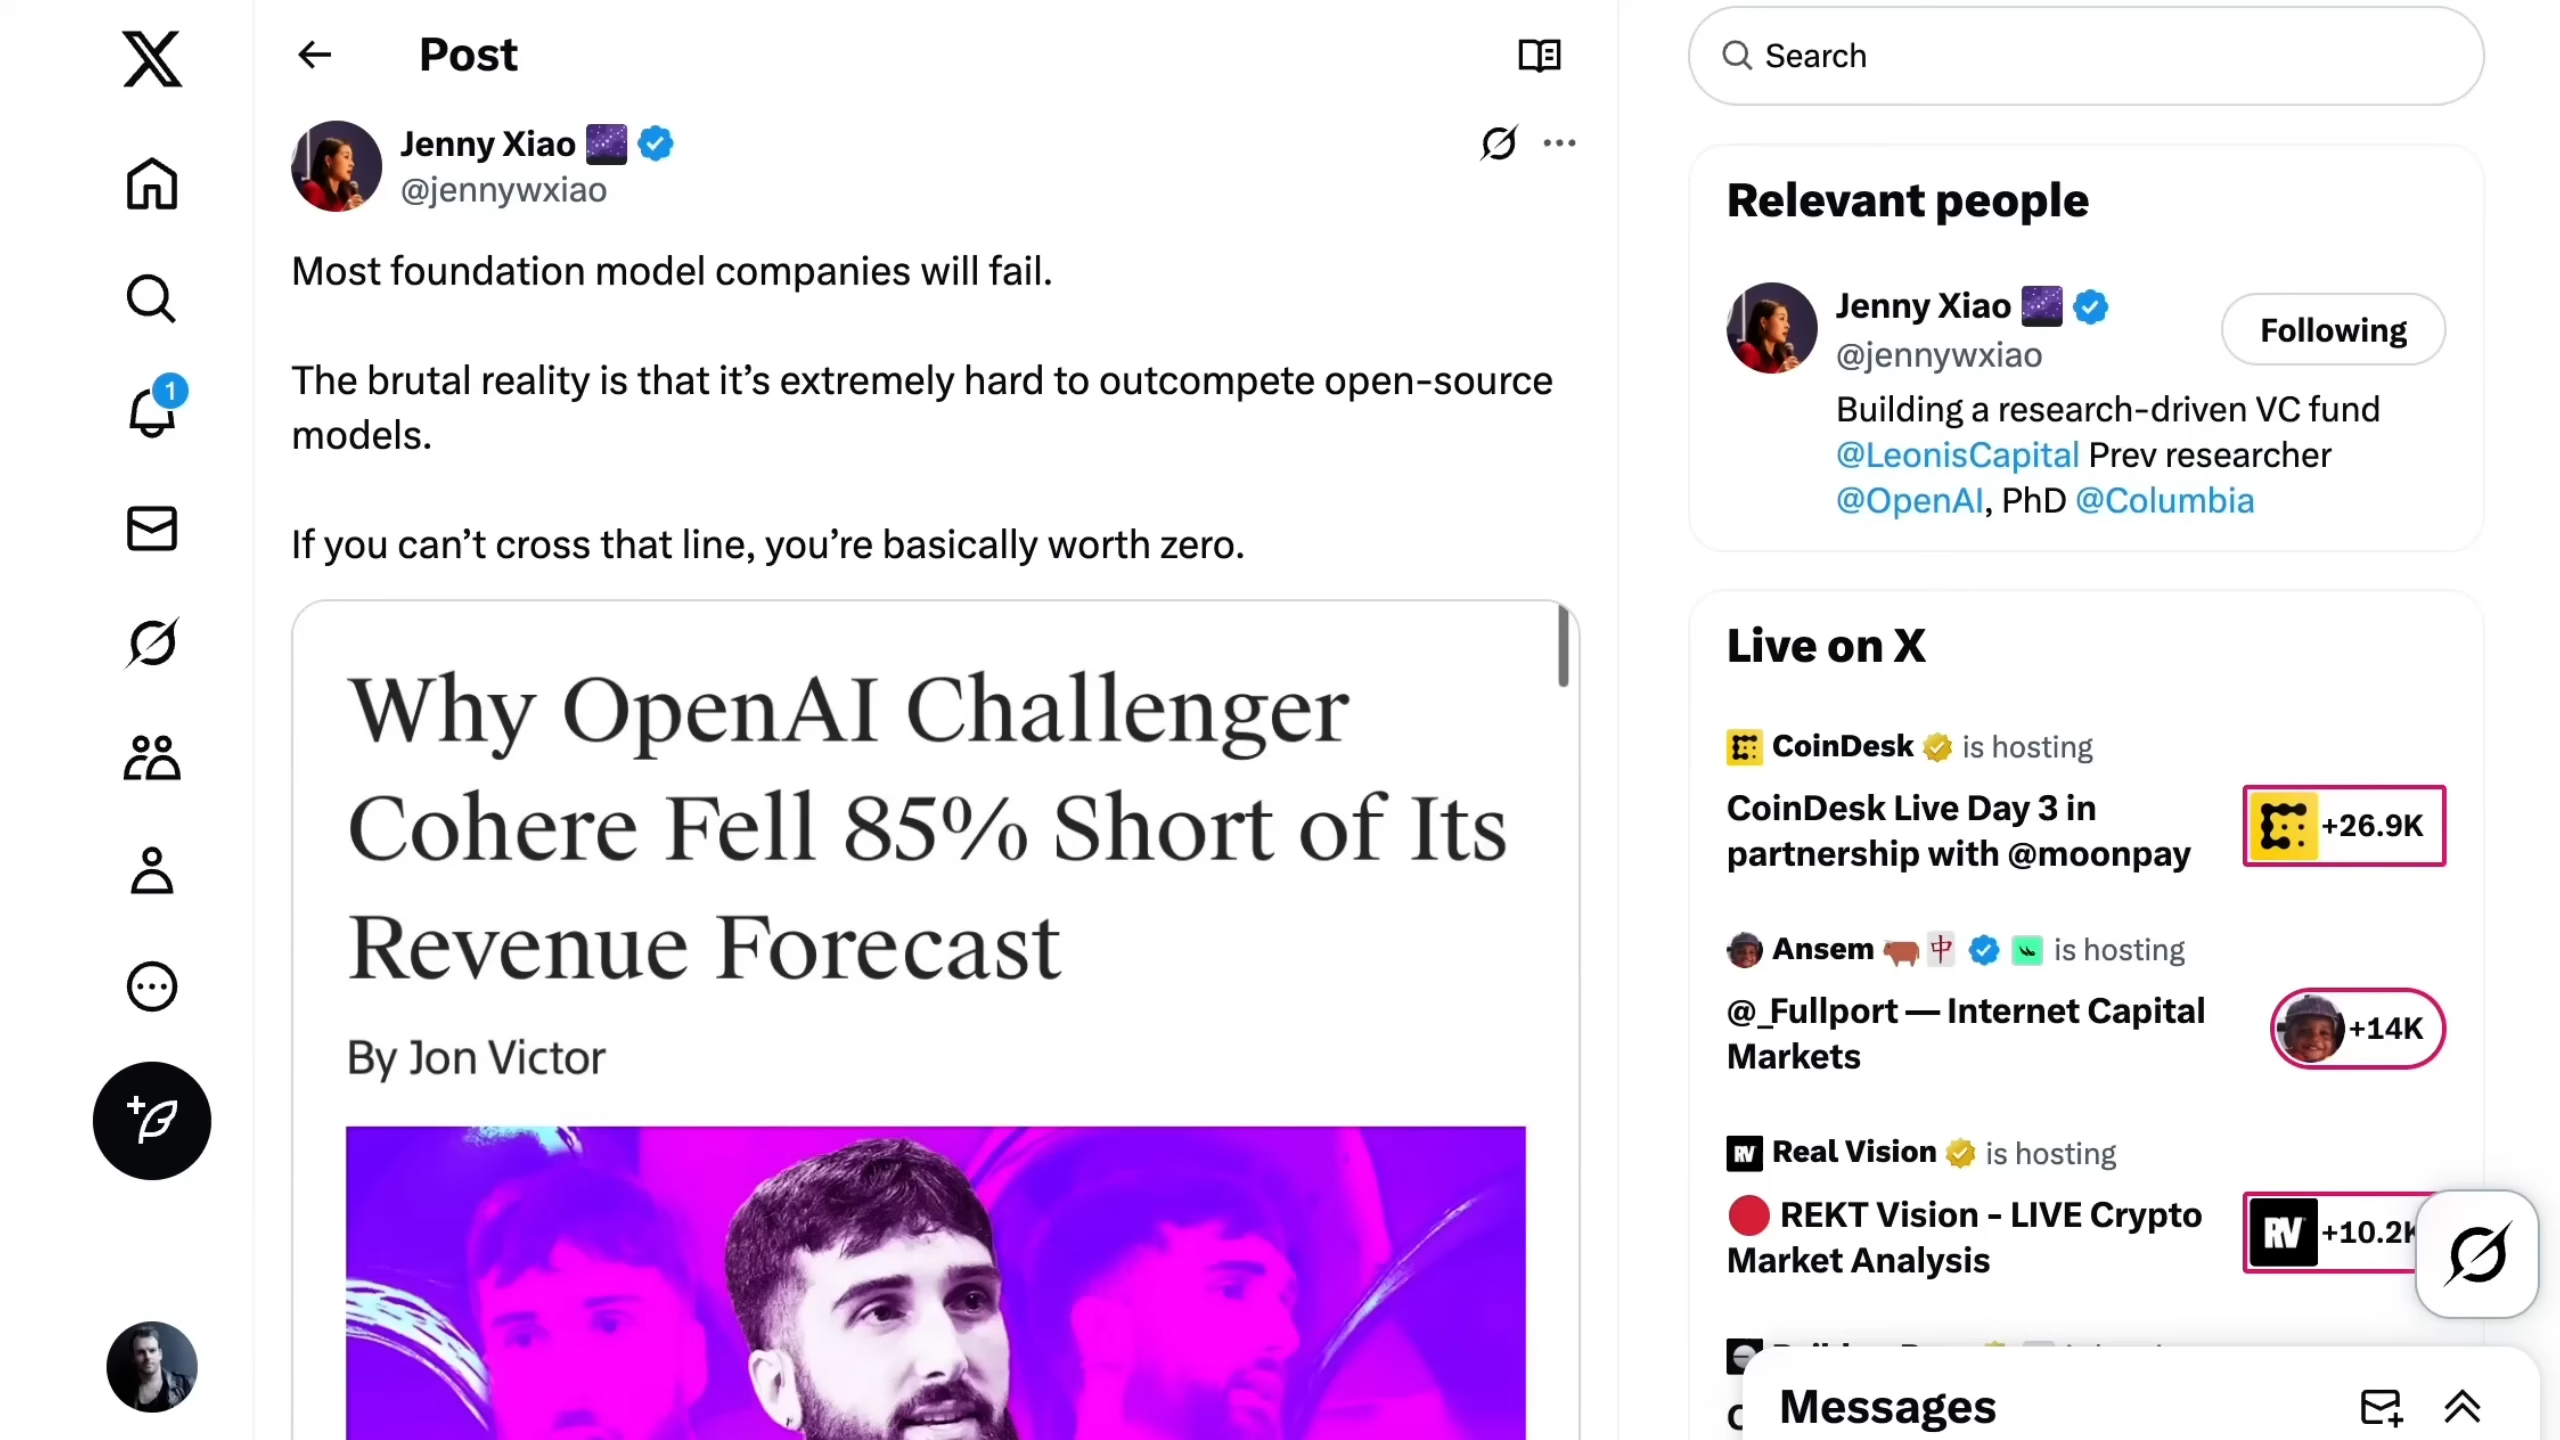 Post
Jenny Xiao
@jennywxiao
Most foundation model companies will fail.
The brutal reality is that it’s extremely hard to outcompete open-source
models.
If you can’t cross that line, you’re basically worth zero.
Why OpenAI Challenger
Cohere Fell 85% Short of Its
Revenue Forecast
By Jon Victor
1
Search
Relevant people
Jenny Xiao
@jennywxiao
Following
Building a research-driven VC fund
@LeonisCapital Prev researcher
@OpenAI, PhD @Columbia
Live on X
CoinDesk is hosting
CoinDesk Live Day 3 in
partnership with @moonpay
+26.9K
Ansem 中 is hosting
@_Fullport — Internet Capital
Markets
+14K
RV Real Vision is hosting
REKT Vision - LIVE Crypto
Market Analysis
RV +10.2K
Messages